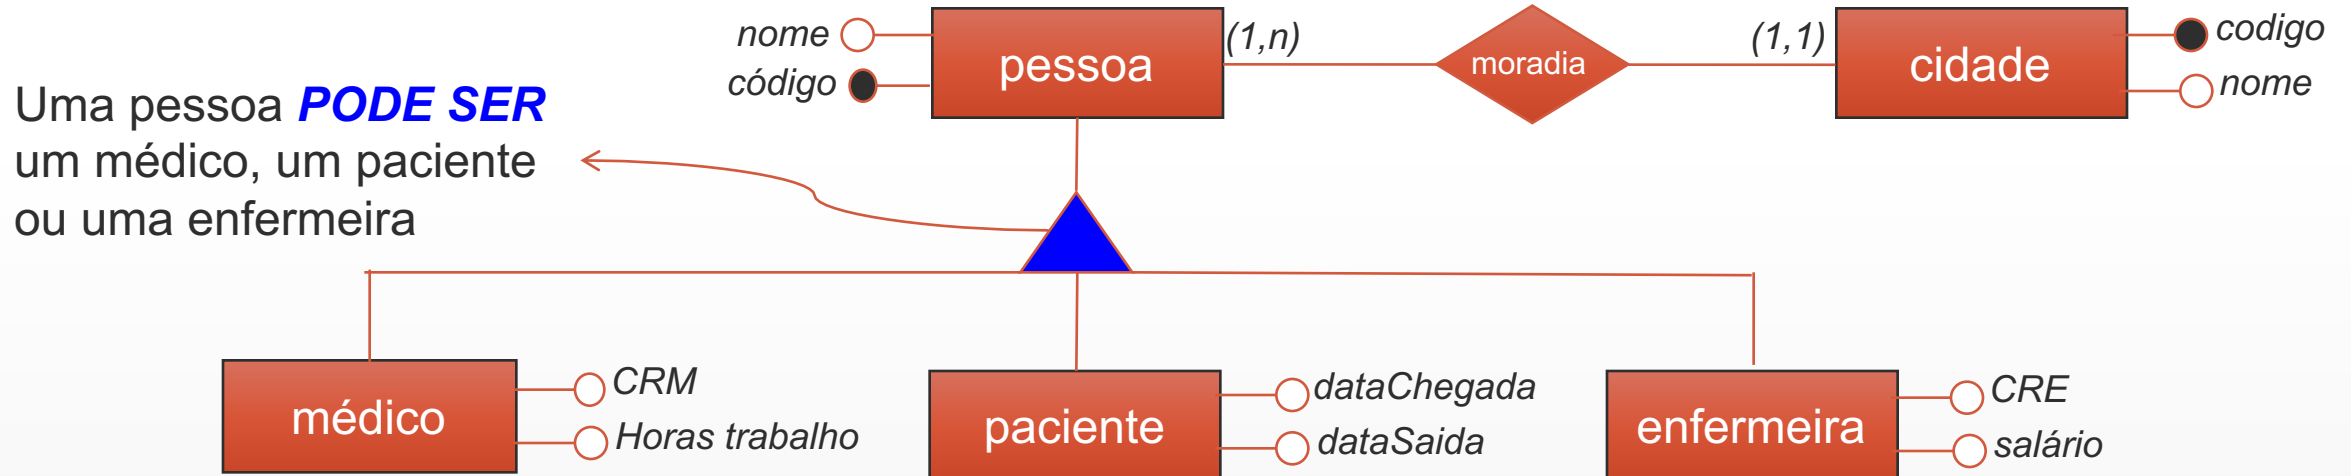 nome
código
pessoa
(1,n)
moradia
(1,1)
cidade
codigo
nome
Uma pessoa PODE SER
um médico, um paciente
ou uma enfermeira
médico
CRM
Horas trabalho
paciente
dataChegada
dataSaida
enfermeira
CRE
salário